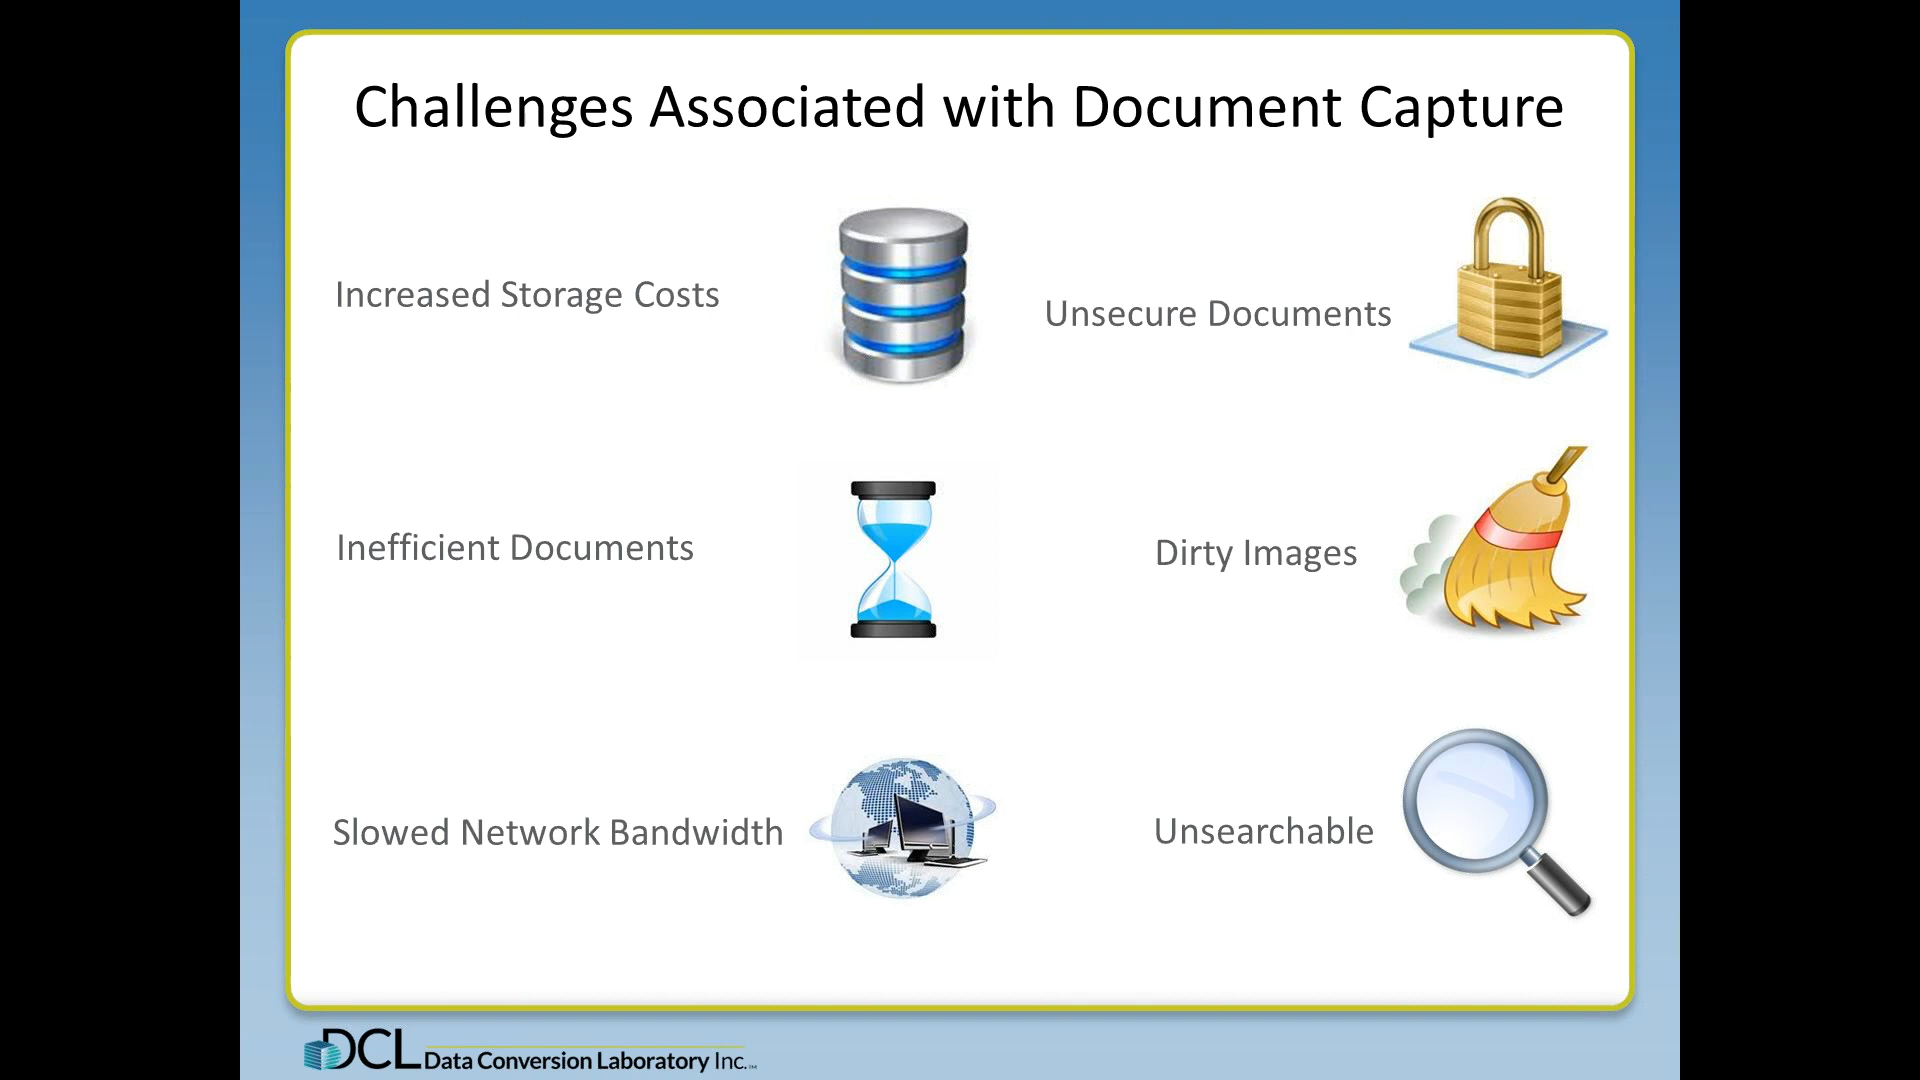 Challenges Associated with Document Capture
Increased Storage Costs
Unsecure Documents
Inefficient Documents
Dirty Images
Slowed Network Bandwidth
Unsearchable
DCL Data Conversion Laboratory Inc.™